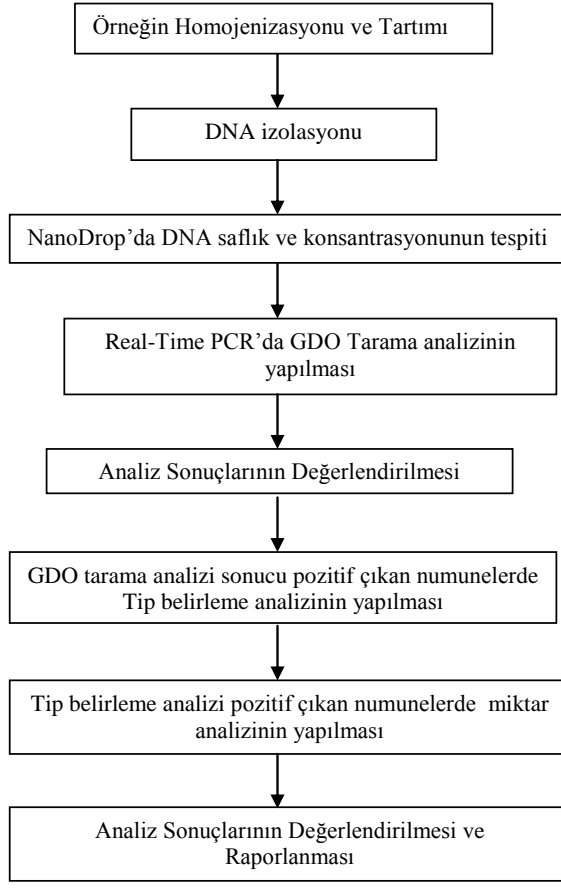 Örneğin Homojenizasyonu ve Tartımı
DNA izolasyonu
NanoDrop’da DNA saflık ve konsantrasyonunun tespiti
Real-Time PCR’da GDO Tarama analizinin
yapılması
Analiz Sonuçlarının Değerlendirilmesi
GDO tarama analizi sonucu pozitif çıkan numunelerde
Tip belirleme analizinin yapılması
Tip belirleme analizi pozitif çıkan numunelerde miktar
analizinin yapılması
Analiz Sonuçlarının Değerlendirilmesi ve
Raporlanması